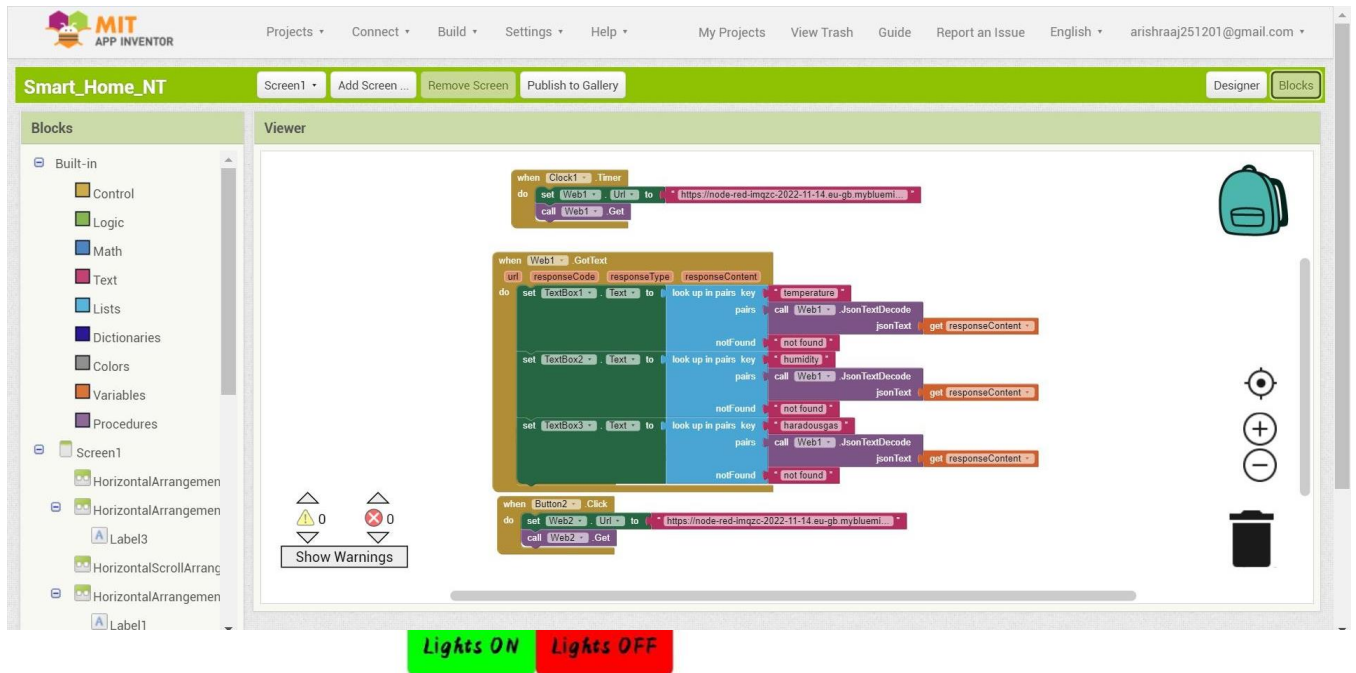 MIT
APP INVENTOR
Projects Connect Build Settings Help My Projects View Trash Guide Report an Issue English arishraaj251201@gmail.com
Smart_Home_NT Screen1 Add Screen ... Remove Screen Publish to Gallery Designer Blocks
Blocks
Viewer
Built-in
Control
Logic
Math
Text
Lists
Dictionaries
Colors
Variables
Procedures
Screen1
HorizontalArrangemen
HorizontalArrangemen
Label3
HorizontalScrollArrang
HorizontalArrangemen
Label1
when Clock1 .Timer
do set Web1 . Url to " https://node-red-imqzc-2022-11-14.eu-gb.mybluemi... "
call Web1 .Get
when Web1 .GotText
url responseCode responseType responseContent
do set TextBox1 . Text to look up in pairs key " temperature "
pairs call Web1 .JsonTextDecode
jsonText get responseContent
notFound " not found "
set TextBox2 . Text to look up in pairs key " humidity "
pairs call Web1 .JsonTextDecode
jsonText get responseContent
notFound " not found "
set TextBox3 . Text to look up in pairs key " haradousgas "
pairs call Web1 .JsonTextDecode
jsonText get responseContent
notFound " not found "
when Button2 .Click
do set Web2 . Url to " https://node-red-imqzc-2022-11-14.eu-gb.mybluemi... "
call Web2 .Get
0 0
Show Warnings
Lights ON Lights OFF